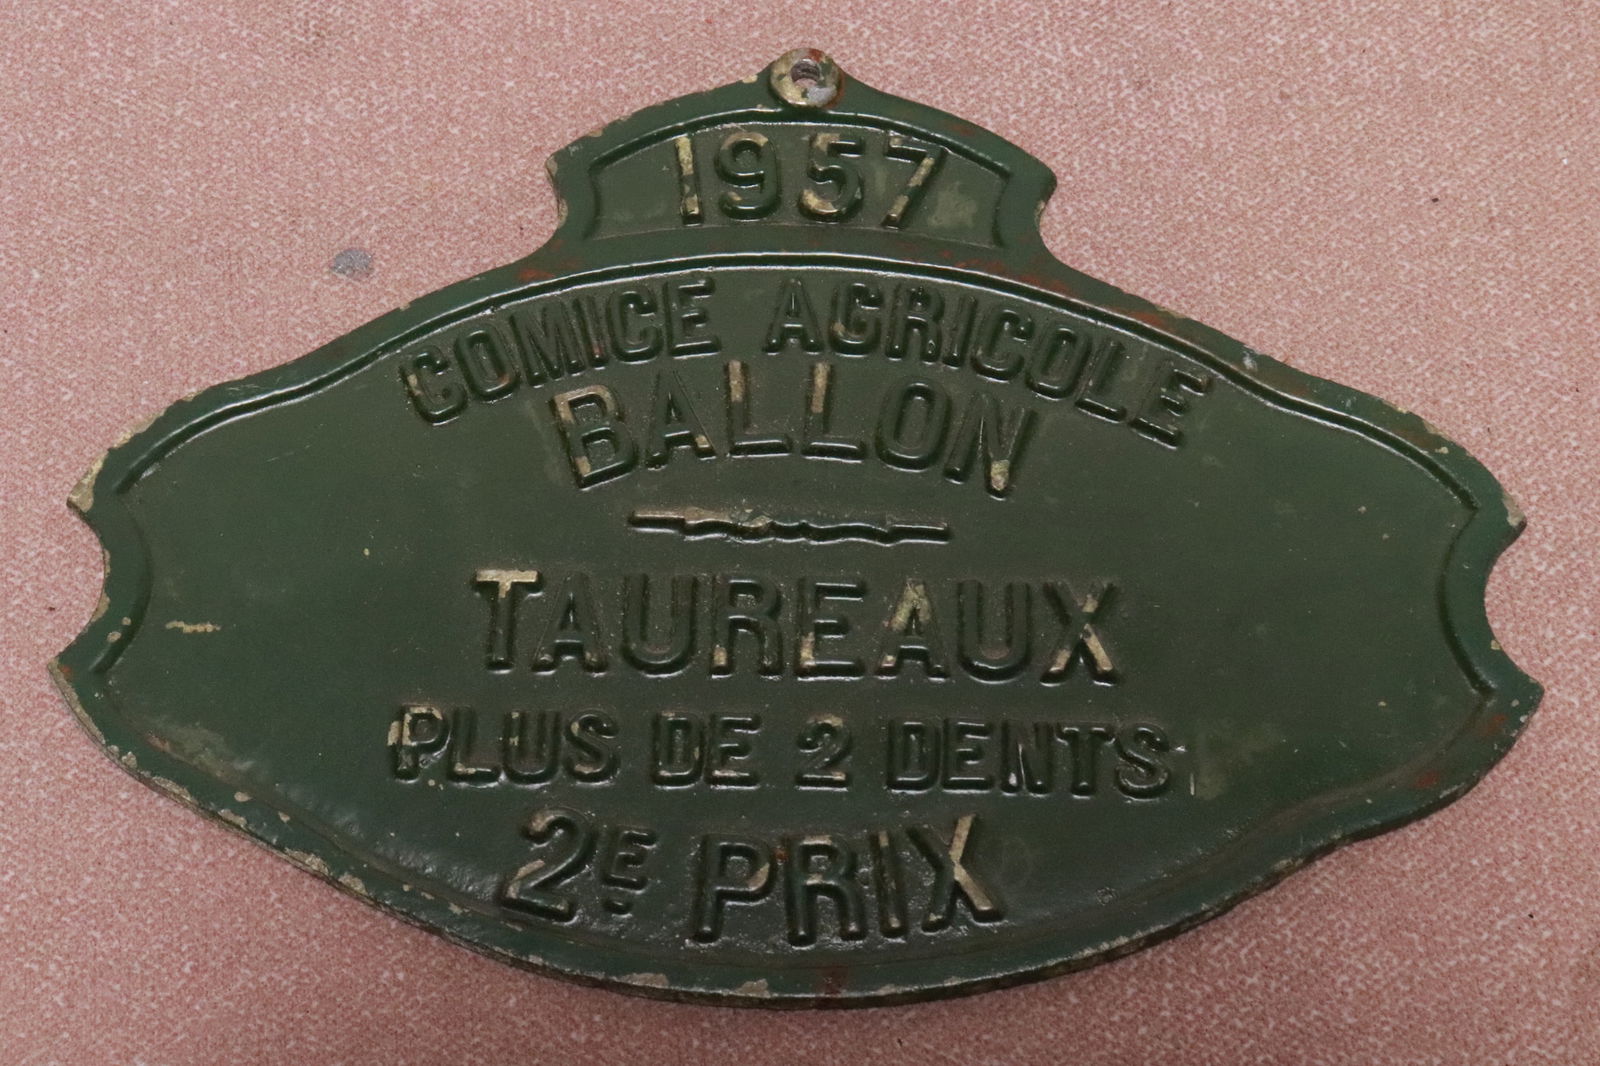 1957
COMICE AGRICOLE
BALLON
TAUREAUX
PLUS DE 2 DENTS
2E PRIX